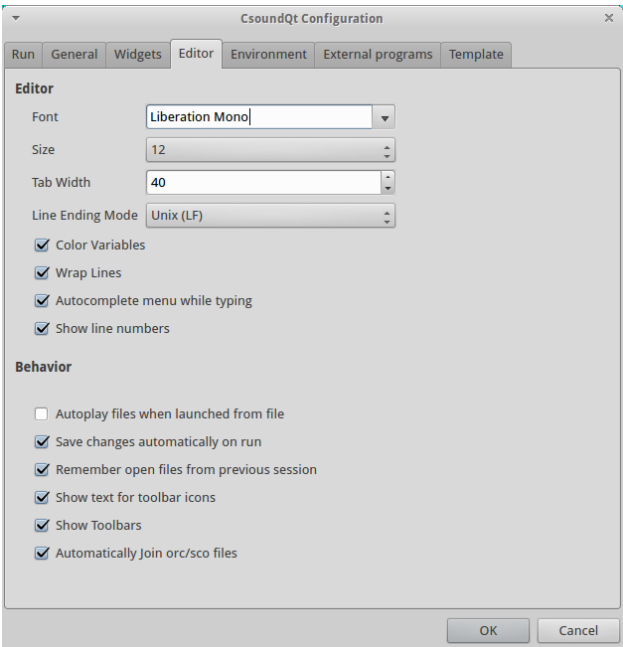 CsoundQt Configuration
Run General Widgets Editor Environment External programs Template
Editor
Font Liberation Mono
Size 12
Tab Width 40
Line Ending Mode Unix (LF)
Color Variables
Wrap Lines
Autocomplete menu while typing
Show line numbers
Behavior
Autoplay files when launched from file
Save changes automatically on run
Remember open files from previous session
Show text for toolbar icons
Show Toolbars
Automatically Join orc/sco files
OK Cancel